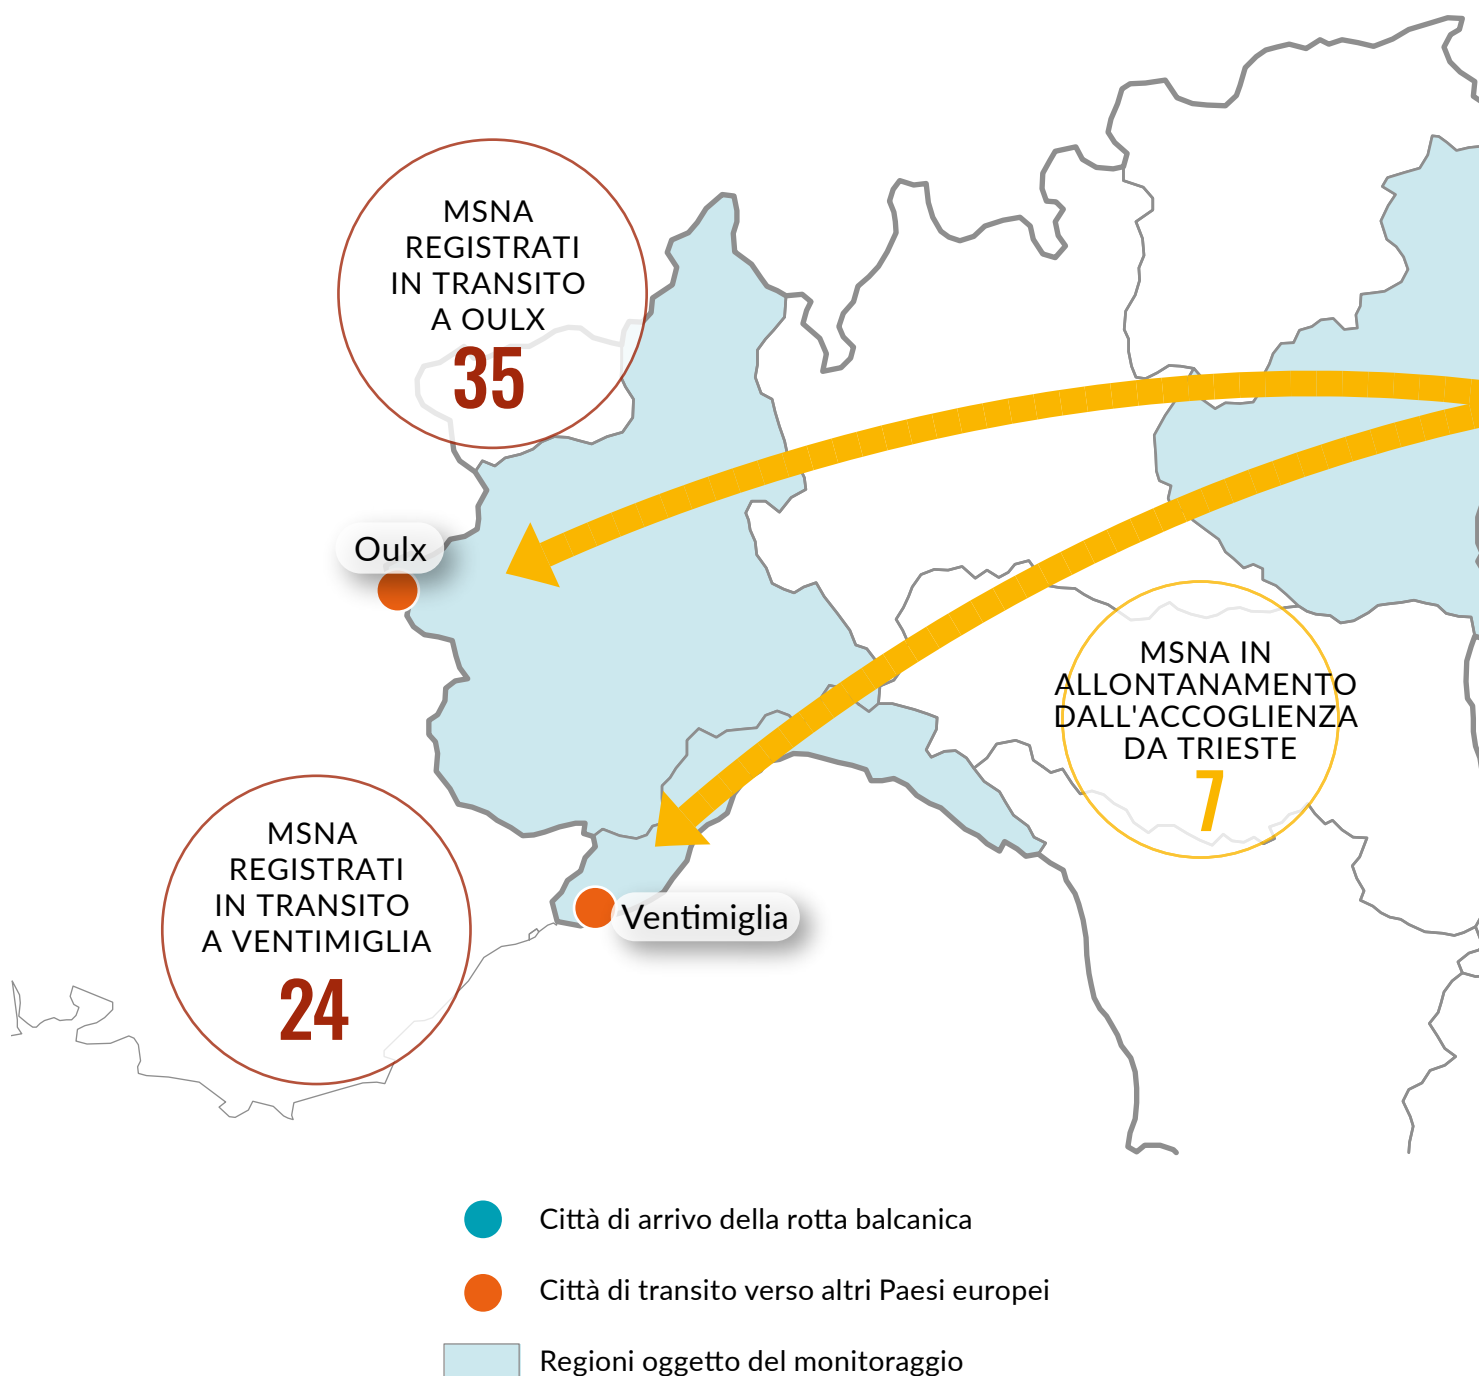 MSNA
REGISTRATI
IN TRANSITO
A OULX
35
Oulx
MSNA IN
ALLONTANAMENTO
DALL'ACCOGLIENZA
DA TRIESTE
7
MSNA
REGISTRATI
IN TRANSITO
A VENTIMIGLIA
24
Ventimiglia
Città di arrivo della rotta balcanica
Città di transito verso altri Paesi europei
Regioni oggetto del monitoraggio